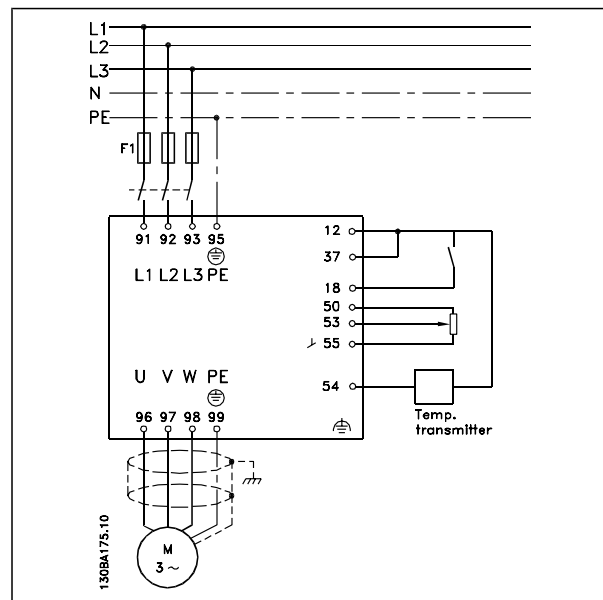 L1
L2
L3
N
PE
F1
91 92 93 95
L1 L2 L3 PE
12
37
18
50
53
55
54
U V W PE
96 97 98 99
Temp.
transmitter
M
3 ~
130BA175.10